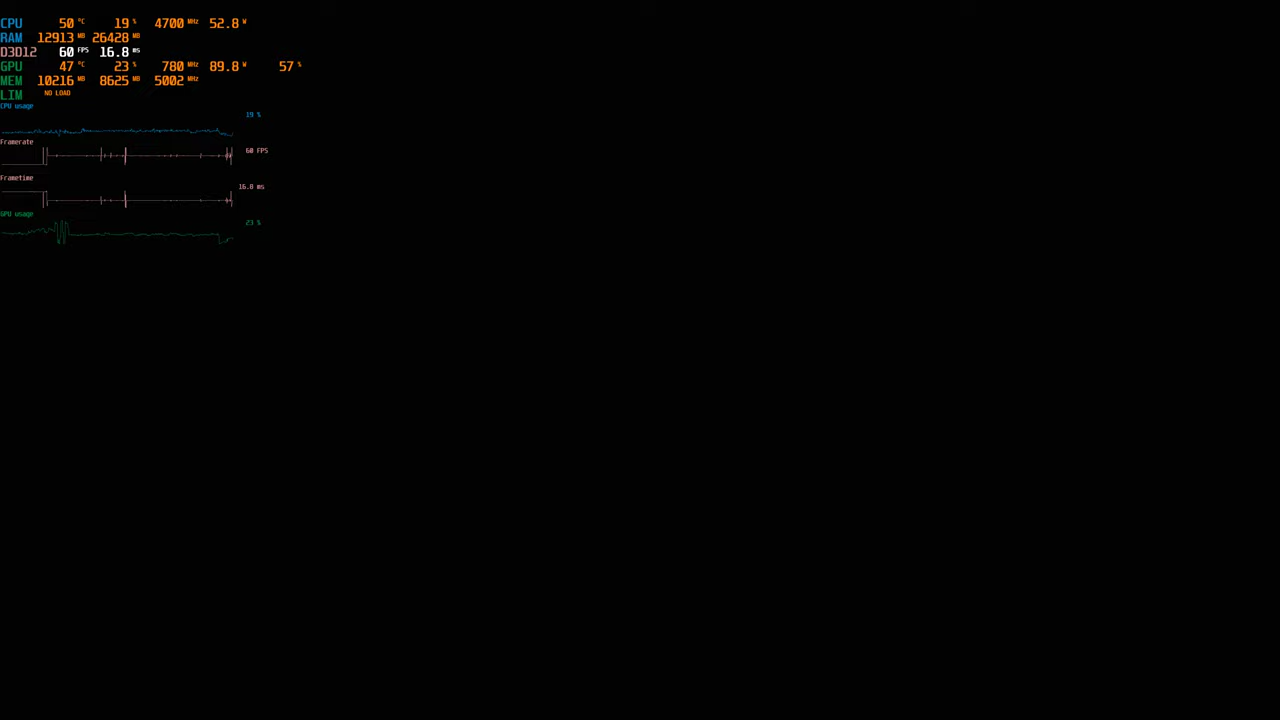 CPU 50 °C 19 % 4700 MHz 52.8 W
RAM 12913 MB 26428 MB
D3D12 60 FPS 16.8 ms
GPU 47 °C 23 % 780 MHz 89.8 W 57 %
MEM 10216 MB 8625 MB 5002 MHz
LIM NO LOAD
CPU usage
19 %
Framerate
60 FPS
Frametime
16.8 ms
GPU usage
23 %